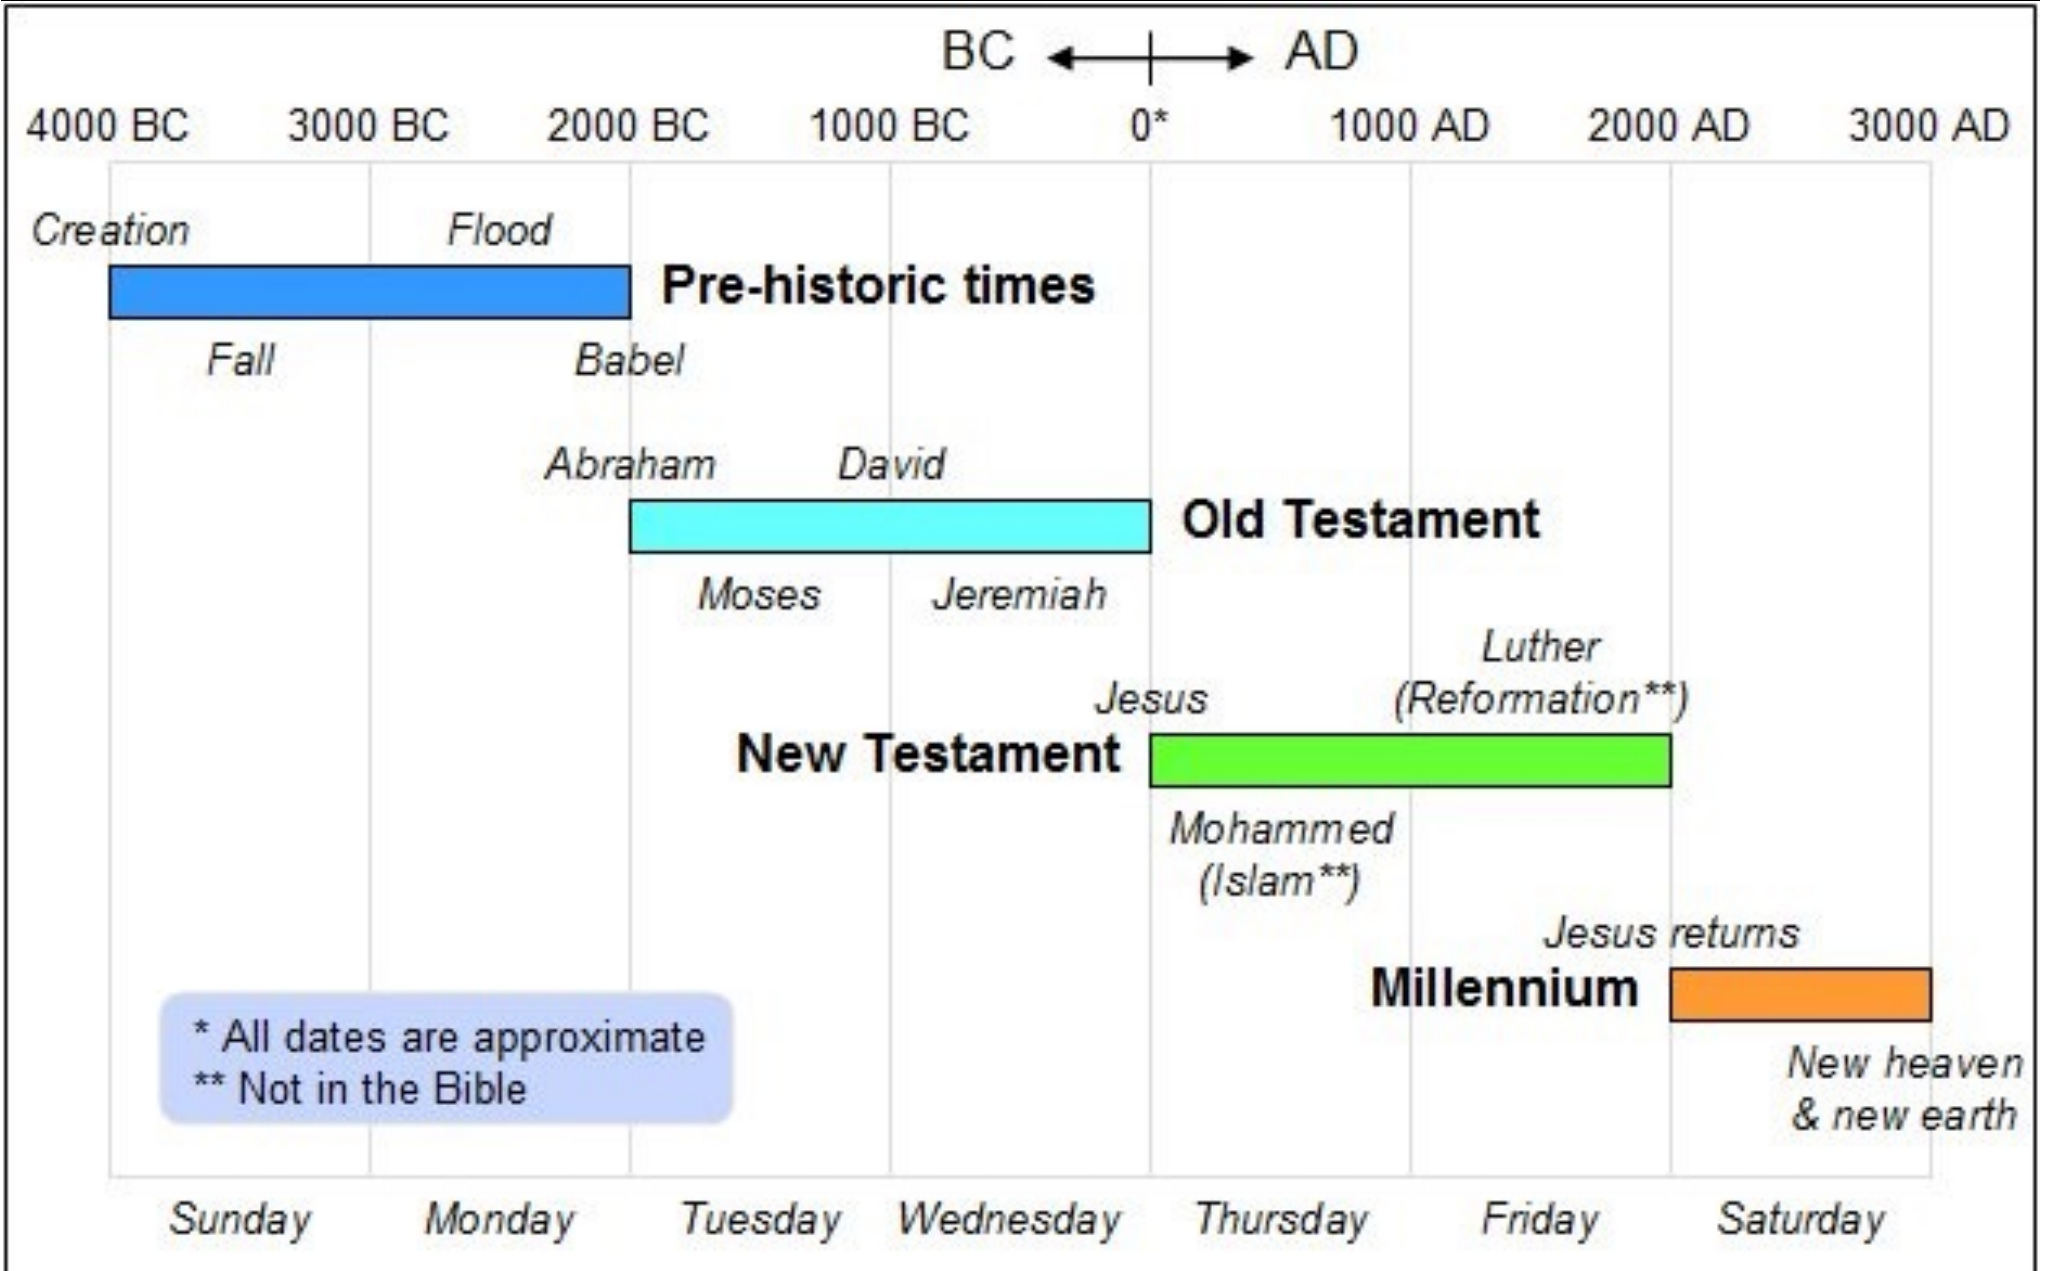 BC AD
4000 BC 3000 BC 2000 BC 1000 BC 0* 1000 AD 2000 AD 3000 AD
Creation Flood
Pre-historic times
Fall Babel
Abraham David
Old Testament
Moses Jeremiah
Luther
Jesus (Reformation**)
New Testament
Mohammed
(Islam**)
Jesus returns
Millennium
* All dates are approximate
** Not in the Bible
New heaven
& new earth
Sunday Monday Tuesday Wednesday Thursday Friday Saturday